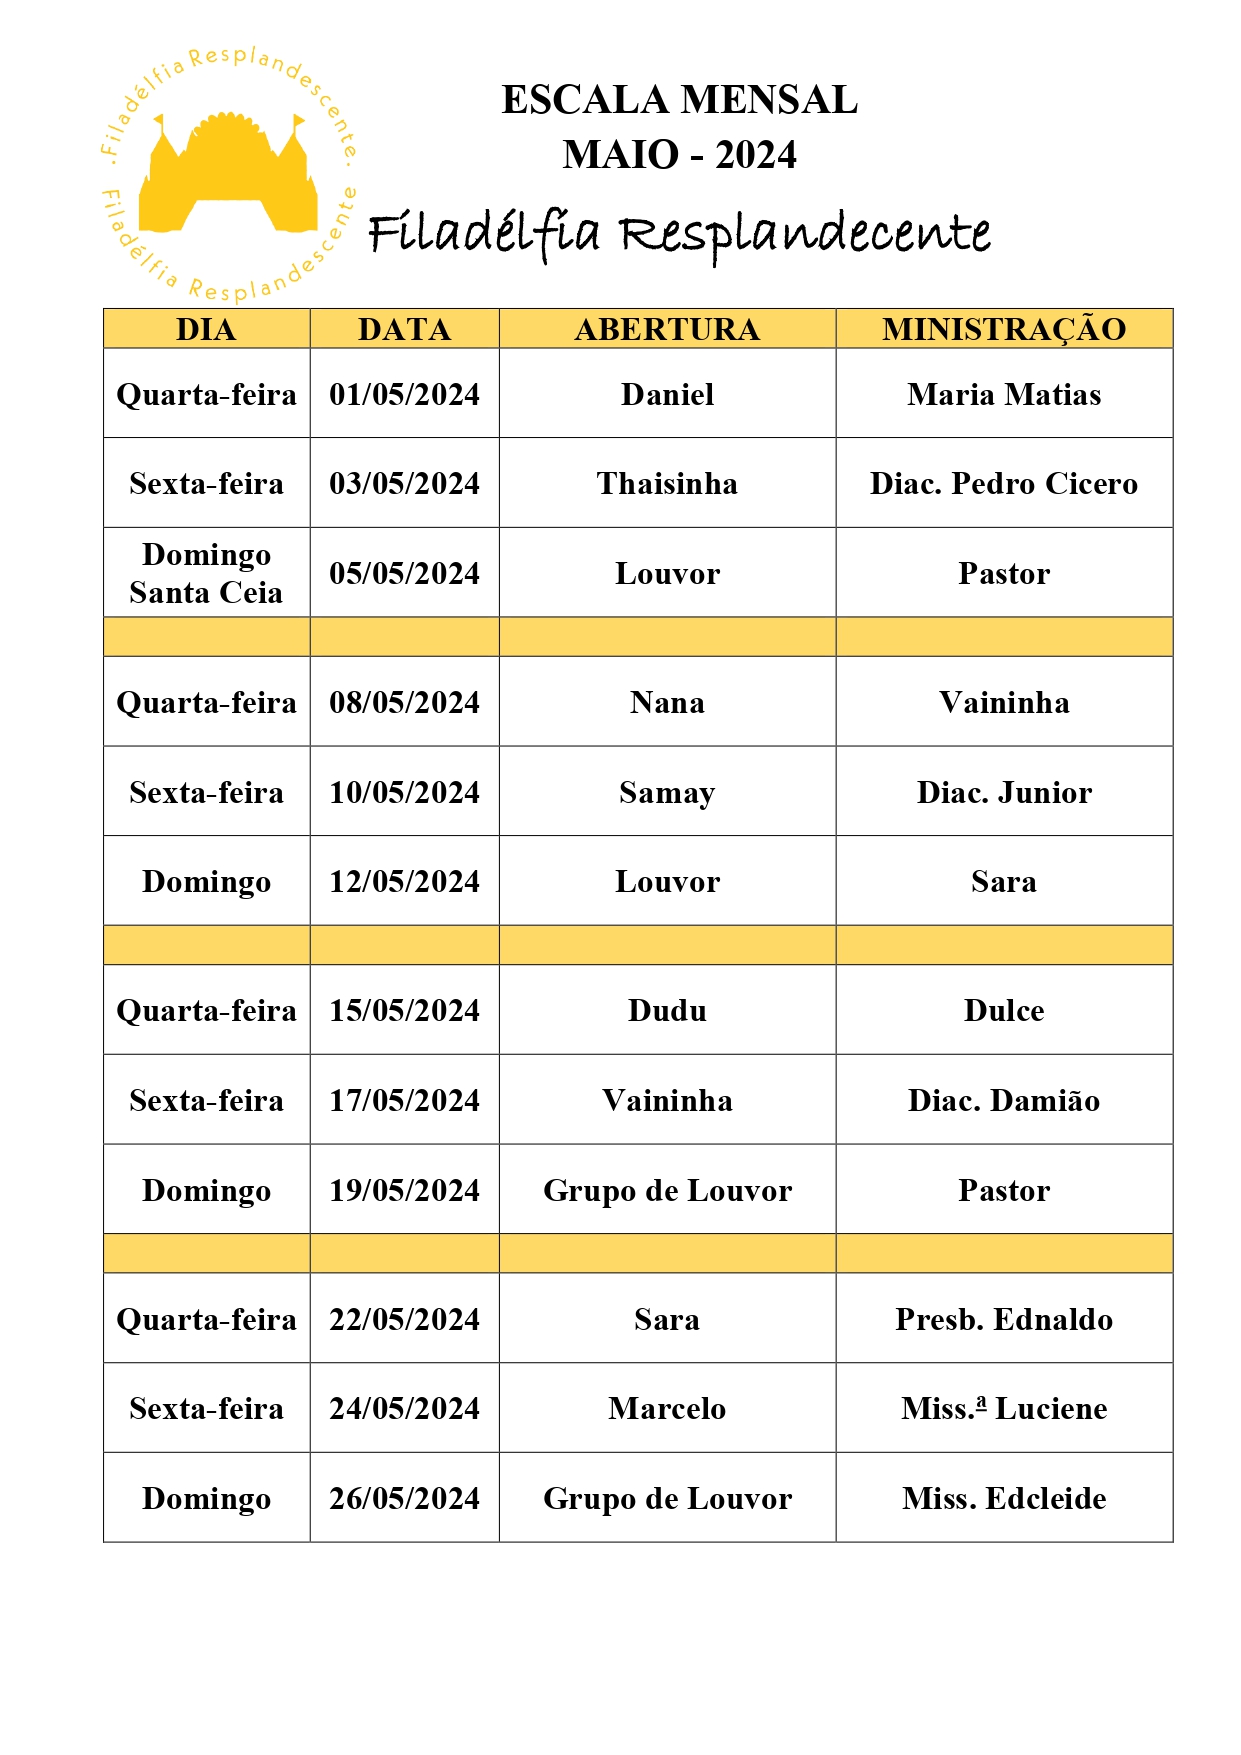 .Filadélfia Resplandescente.
Filadélfia Resplandescente
ESCALA MENSAL
MAIO - 2024
Filadélfia Resplandecente
DIA DATA ABERTURA MINISTRAÇÃO
Quarta-feira 01/05/2024 Daniel Maria Matias
Sexta-feira 03/05/2024 Thaisinha Diac. Pedro Cicero
Domingo
Santa Ceia 05/05/2024 Louvor Pastor
Quarta-feira 08/05/2024 Nana Vaininha
Sexta-feira 10/05/2024 Samay Diac. Junior
Domingo 12/05/2024 Louvor Sara
Quarta-feira 15/05/2024 Dudu Dulce
Sexta-feira 17/05/2024 Vaininha Diac. Damião
Domingo 19/05/2024 Grupo de Louvor Pastor
Quarta-feira 22/05/2024 Sara Presb. Ednaldo
Sexta-feira 24/05/2024 Marcelo Miss.ª Luciene
Domingo 26/05/2024 Grupo de Louvor Miss. Edcleide